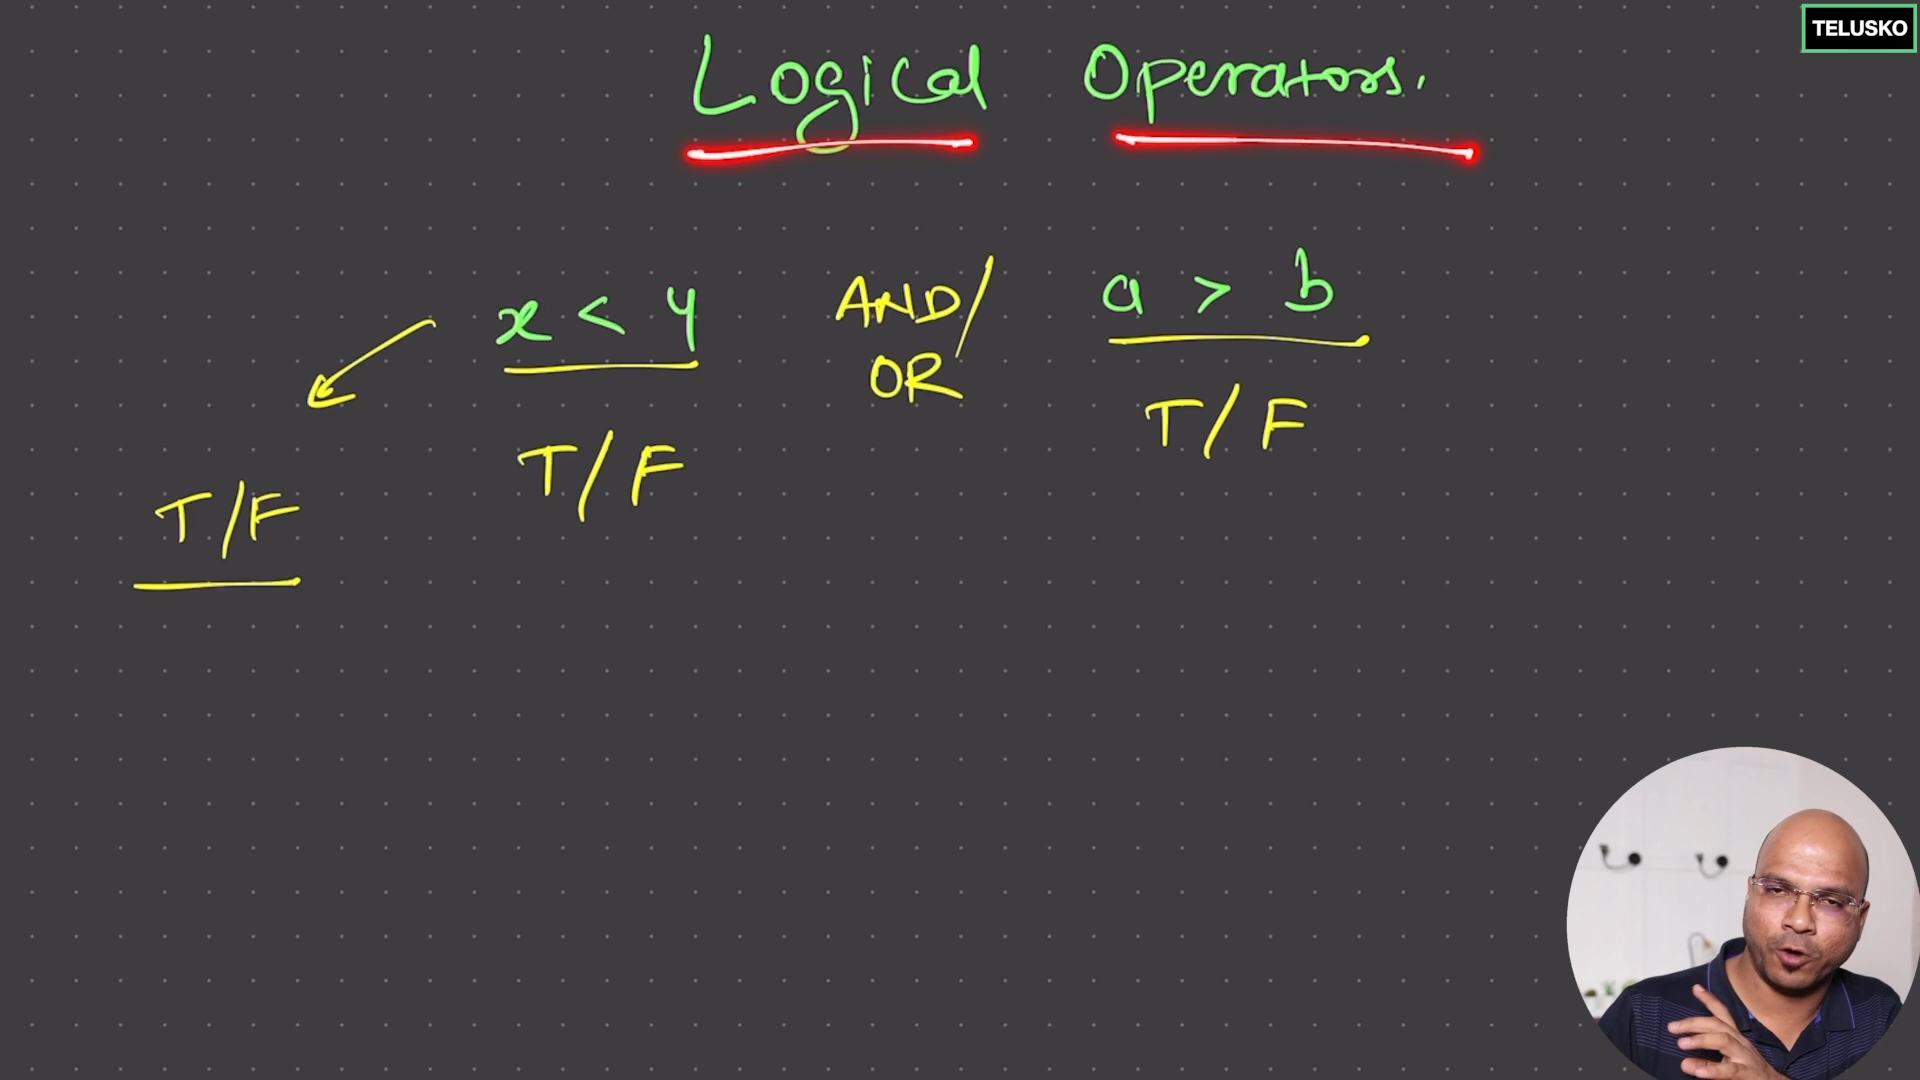 TELUSKO
Logical Operators.
x < y AND/ a > b
OR
T/F T/F
T/F